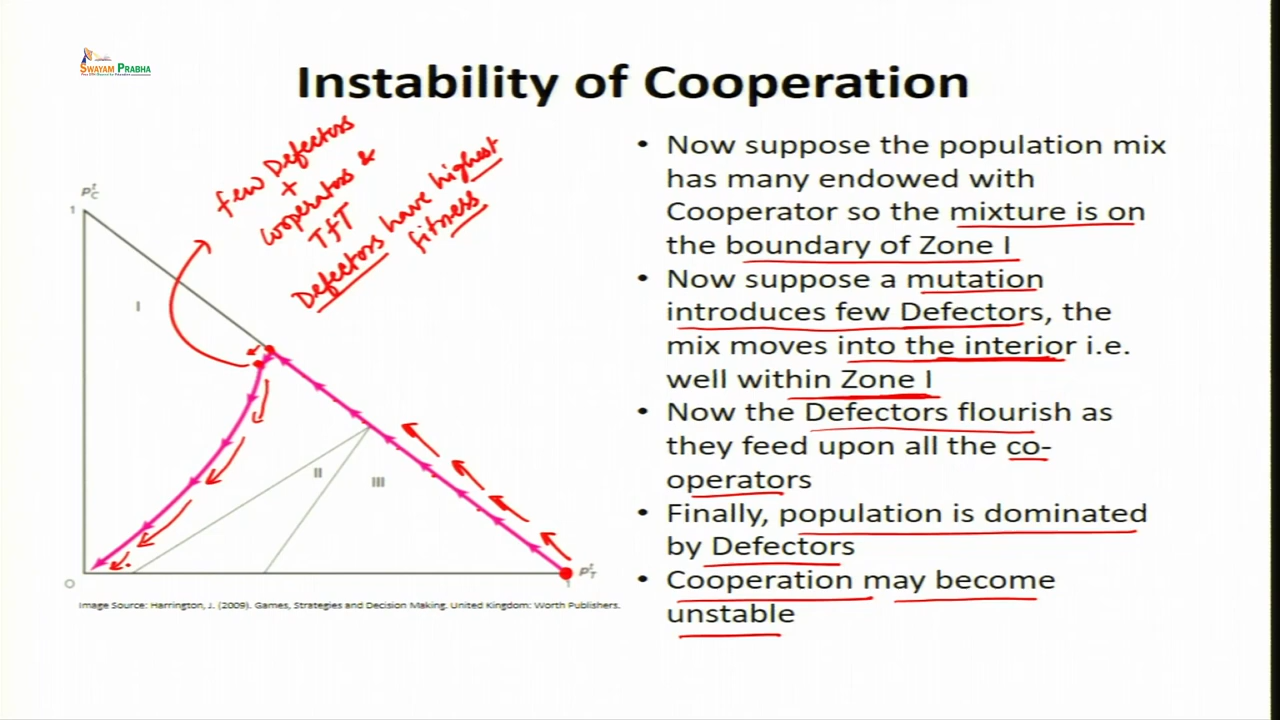 SWAYAM PRABHA
Instability of Cooperation
few Defectors
+
Cooperators &
TfT
Defectors have highest
fitness
p^t_C
1
I
II
III
O
1
p^t_T
Image Source: Harrington, J. (2009). Games, Strategies and Decision Making. United Kingdom: Worth Publishers.
• Now suppose the population mix
has many endowed with
Cooperator so the mixture is on
the boundary of Zone I
• Now suppose a mutation
introduces few Defectors, the
mix moves into the interior i.e.
well within Zone I
• Now the Defectors flourish as
they feed upon all the co-
operators
• Finally, population is dominated
by Defectors
• Cooperation may become
unstable